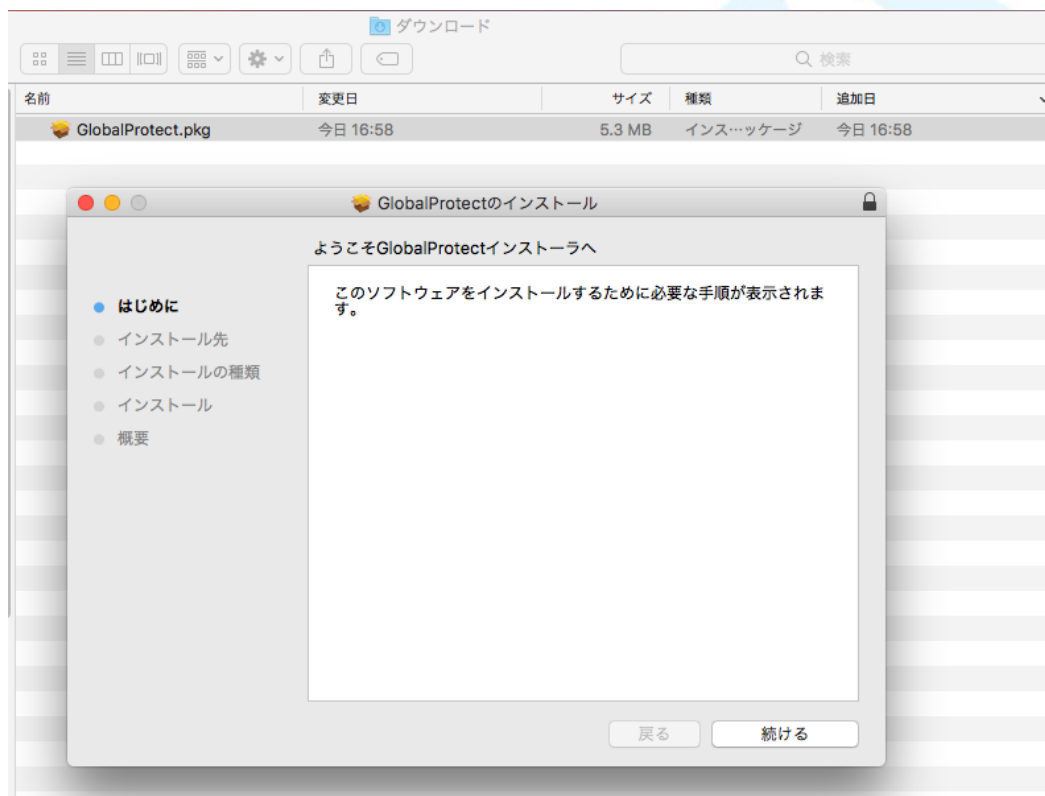 ダウンロード
検索
名前 変更日 サイズ 種類 追加日
GlobalProtect.pkg 今日 16:58 5.3 MB インス…ッケージ 今日 16:58
GlobalProtectのインストール
ようこそGlobalProtectインストーラへ
このソフトウェアをインストールするために必要な手順が表示されま
す。
はじめに
インストール先
インストールの種類
インストール
概要
戻る 続ける